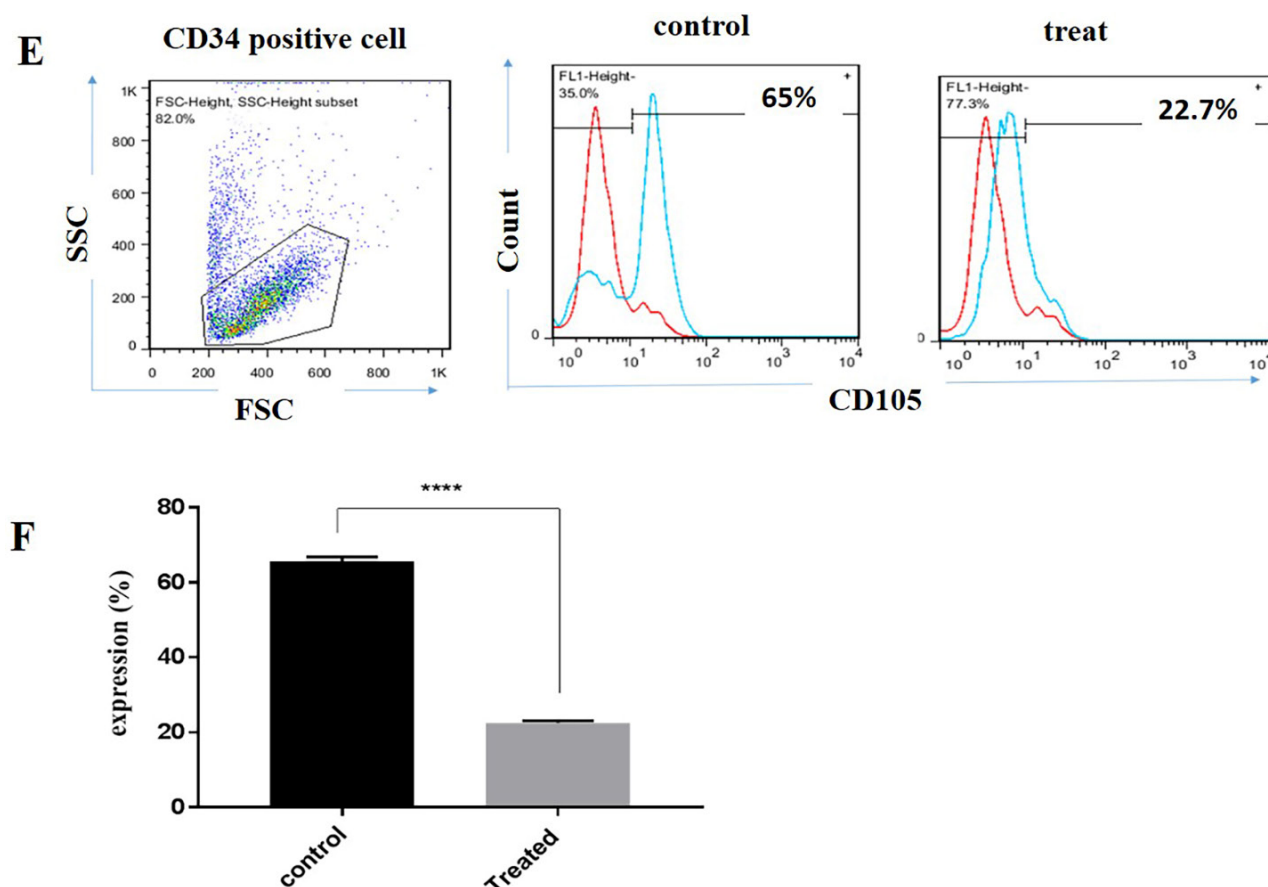 E
CD34 positive cell
control
treat
FSC-Height, SSC-Height subset
82.0%
1K
800
600
400
200
0
0 200 400 600 800 1K
SSC
FSC
FL1-Height-
35.0%
+
65%
Count
0
10^0 10^1 10^2 10^3 10^4
FL1-Height-
77.3%
+
22.7%
0
10^0 10^1 10^2 10^3 10
CD105
F
****
80
60
40
20
0
expression (%)
control
Treated